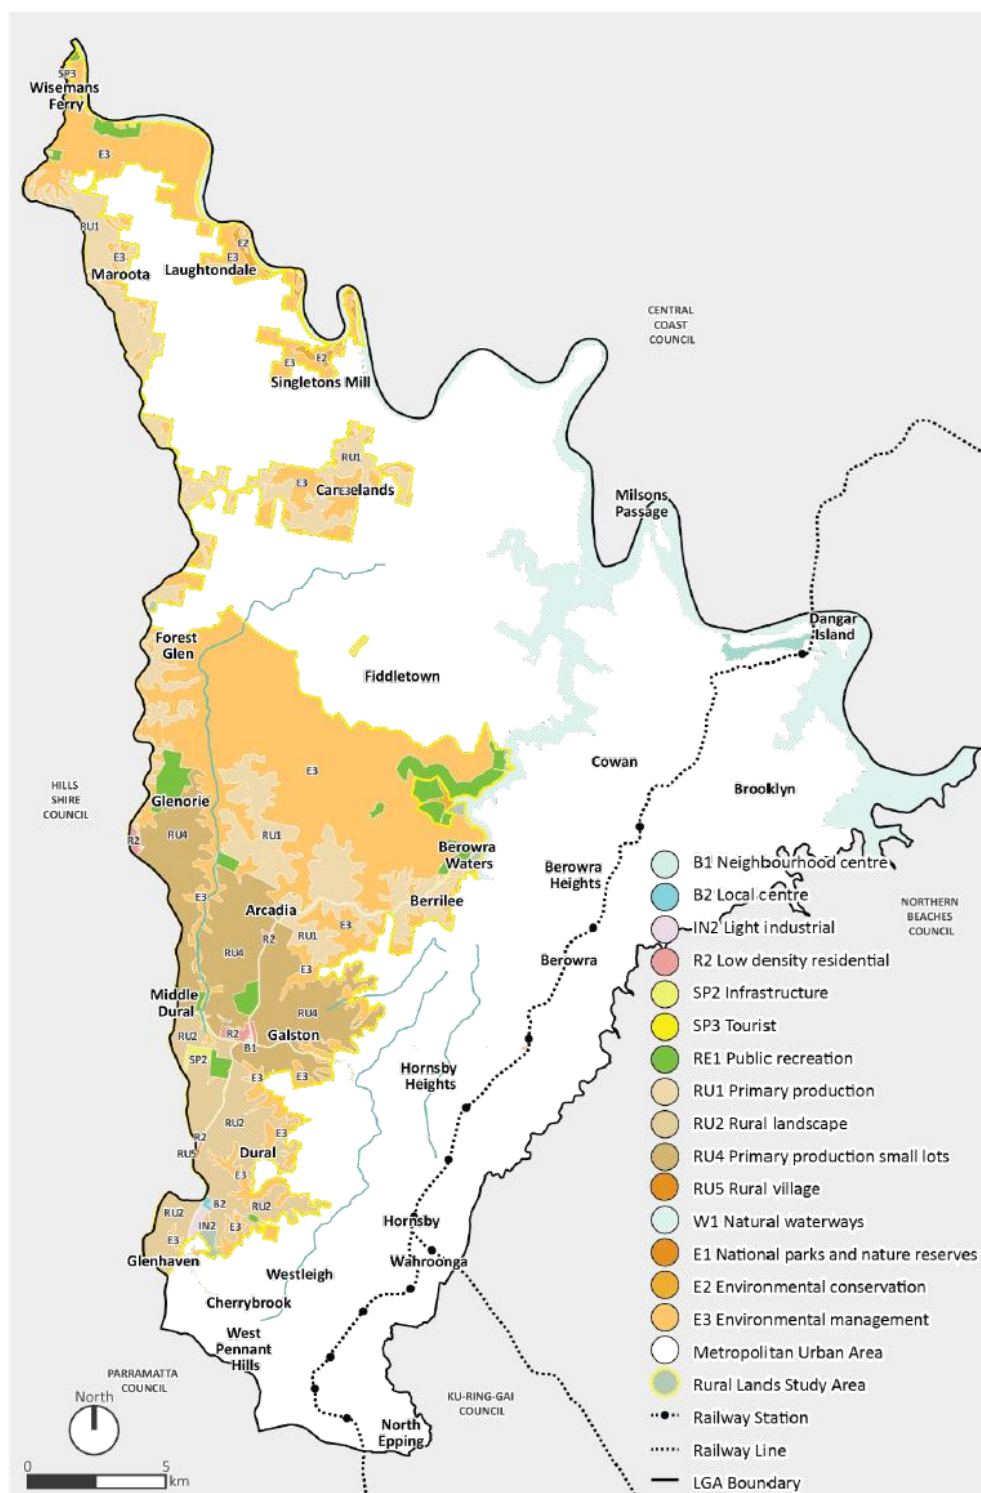 SP3
Wisemans
Ferry
E3
RU1
E3
Maroota
E2
E3
Laughtondale
E3
E2
Singletons Mill
CENTRAL
COAST
COUNCIL
RU1
E3
E3
Milsons
Passage
Dangar
Island
Forest
Glen
Fiddletown
E3
Cowan
Brooklyn
HILLS
SHIRE
COUNCIL
Glenorie
R2
RU4
RU1
Berowra
Waters
Berowra
Heights
E3
Berrilee
Arcadia
R2
RU1
E3
RU4
E3
Berowra
NORTHERN
BEACHES
COUNCIL
Middle
Dural
RU4
RU2
R2
Galston
B1
SP2
E3
E3
Hornsby
Heights
RU2
R2
E3
RU5
Dural
E3
RU2
B2
RU2
IN2
E3
E3
Glenhaven
Hornsby
Wahroonga
Westleigh
Cherrybrook
West
Pennant
Hills
PARRAMATTA
COUNCIL
KU-RING-GAI
COUNCIL
North
Epping
B1 Neighbourhood centre
B2 Local centre
IN2 Light industrial
R2 Low density residential
SP2 Infrastructure
SP3 Tourist
RE1 Public recreation
RU1 Primary production
RU2 Rural landscape
RU4 Primary production small lots
RU5 Rural village
W1 Natural waterways
E1 National parks and nature reserves
E2 Environmental conservation
E3 Environmental management
Metropolitan Urban Area
Rural Lands Study Area
Railway Station
Railway Line
LGA Boundary
North
0 5
km